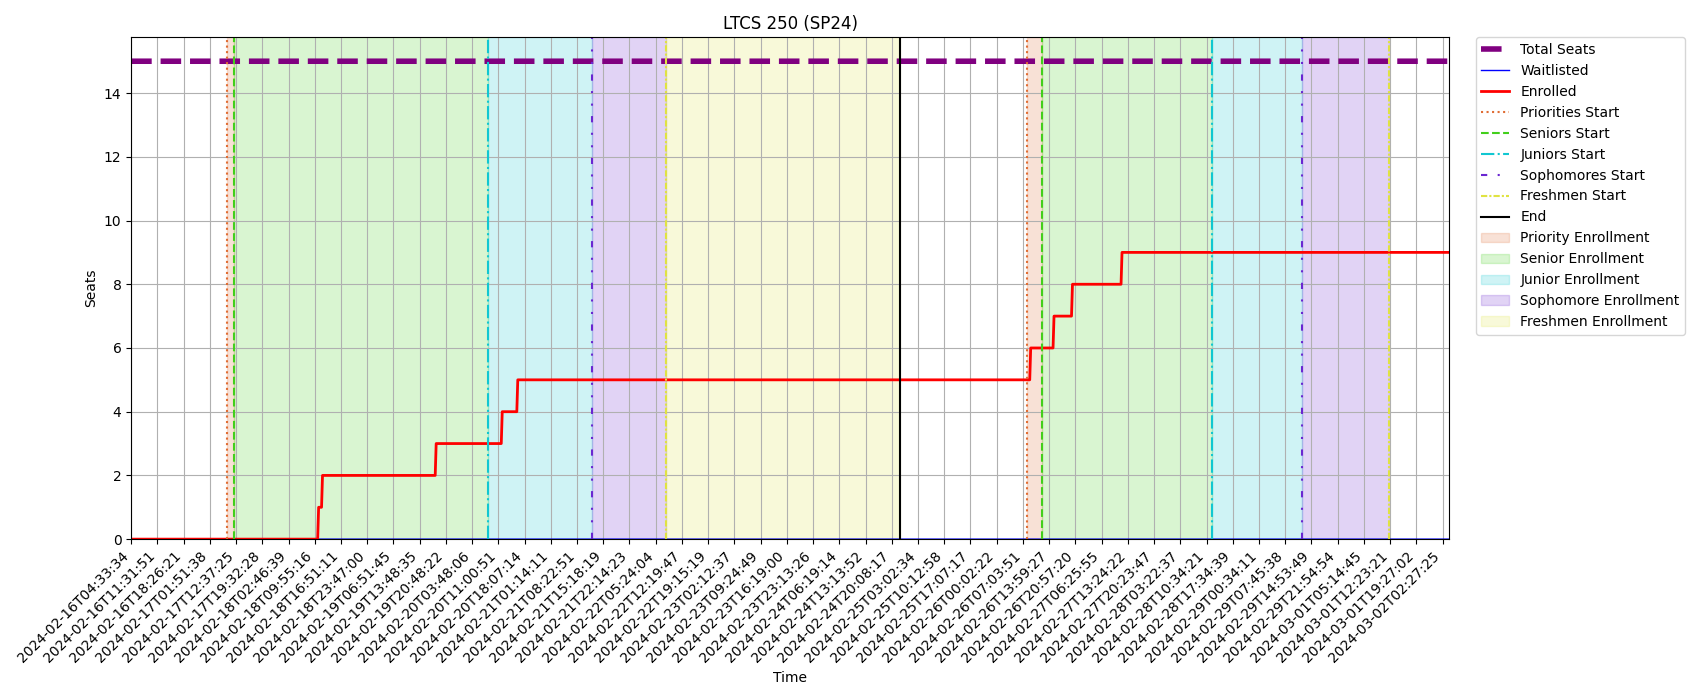 LTCS 250 (SP24)
Seats
14
12
10
8
6
4
2
0
2024-02-16T04:33:34
2024-02-16T11:31:51
2024-02-16T18:26:21
2024-02-17T01:51:38
2024-02-17T12:37:25
2024-02-17T19:32:28
2024-02-18T02:46:39
2024-02-18T09:55:16
2024-02-18T16:51:11
2024-02-18T23:47:00
2024-02-19T06:51:45
2024-02-19T13:48:35
2024-02-19T20:48:22
2024-02-20T03:48:06
2024-02-20T11:00:51
2024-02-20T18:07:14
2024-02-21T01:14:11
2024-02-21T08:22:51
2024-02-21T15:18:19
2024-02-21T22:14:23
2024-02-22T05:24:04
2024-02-22T12:19:47
2024-02-22T19:15:19
2024-02-23T02:12:37
2024-02-23T09:24:49
2024-02-23T16:19:00
2024-02-23T23:13:26
2024-02-24T06:19:14
2024-02-24T13:13:52
2024-02-24T20:08:17
2024-02-25T03:02:34
2024-02-25T10:12:58
2024-02-25T17:07:17
2024-02-26T00:02:22
2024-02-26T07:03:51
2024-02-26T13:59:27
2024-02-26T20:57:20
2024-02-27T06:25:55
2024-02-27T13:24:22
2024-02-27T20:23:47
2024-02-28T03:22:37
2024-02-28T10:34:21
2024-02-28T17:34:39
2024-02-29T00:34:11
2024-02-29T07:45:38
2024-02-29T14:53:49
2024-02-29T21:54:54
2024-03-01T05:14:45
2024-03-01T12:23:21
2024-03-01T19:27:02
2024-03-02T02:27:25
Time
Total Seats
Waitlisted
Enrolled
Priorities Start
Seniors Start
Juniors Start
Sophomores Start
Freshmen Start
End
Priority Enrollment
Senior Enrollment
Junior Enrollment
Sophomore Enrollment
Freshmen Enrollment